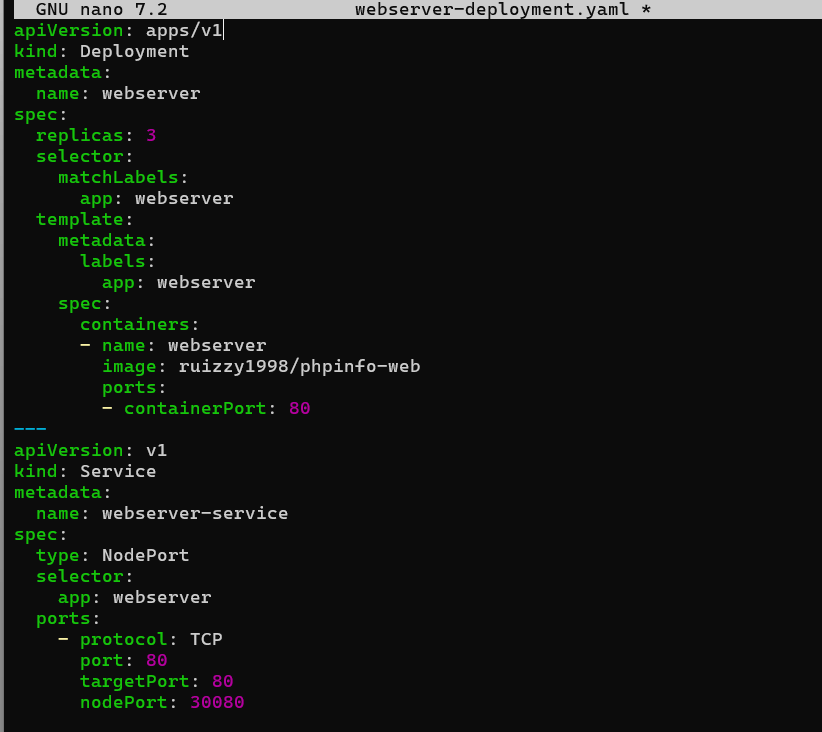 GNU nano 7.2 webserver-deployment.yaml *
apiVersion: apps/v1
kind: Deployment
metadata:
  name: webserver
spec:
  replicas: 3
  selector:
    matchLabels:
      app: webserver
  template:
    metadata:
      labels:
        app: webserver
    spec:
      containers:
      - name: webserver
        image: ruizzy1998/phpinfo-web
        ports:
        - containerPort: 80
---
apiVersion: v1
kind: Service
metadata:
  name: webserver-service
spec:
  type: NodePort
  selector:
    app: webserver
  ports:
    - protocol: TCP
      port: 80
      targetPort: 80
      nodePort: 30080